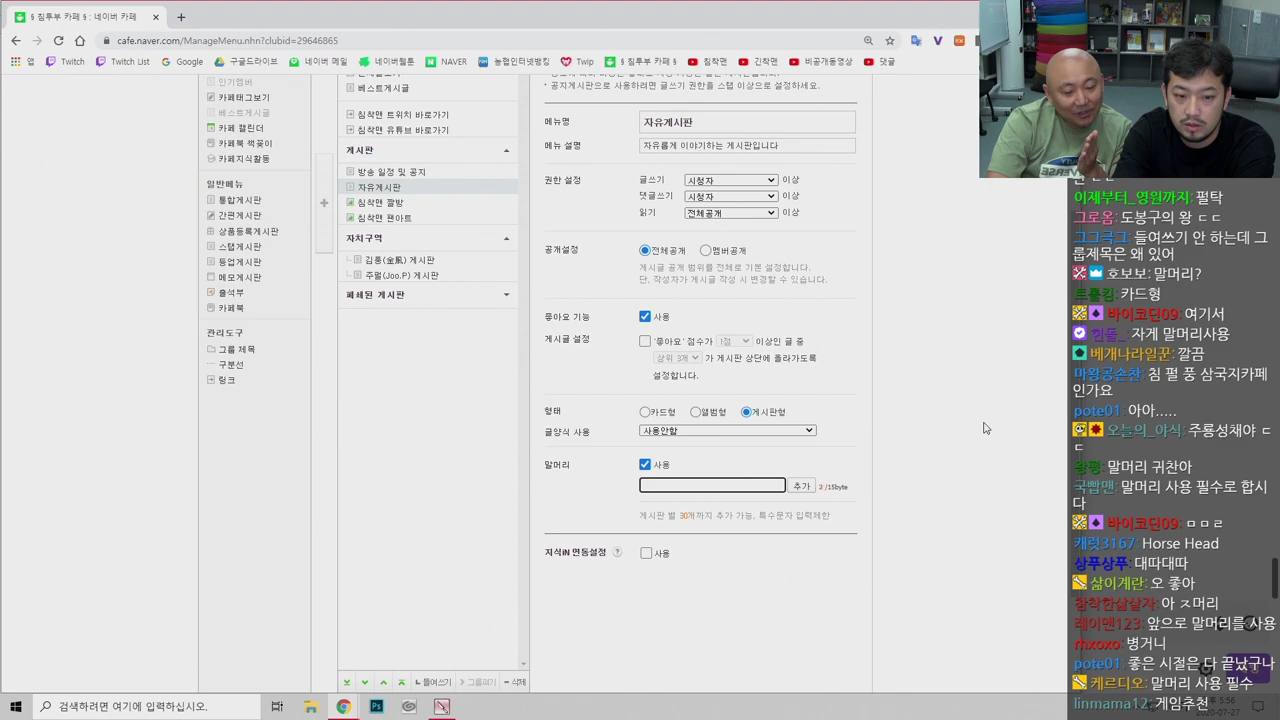 § 침투부 카페 § : 네이버 카페
cafe.naver.com/ManageMenu.nhn?clubid=29646865
앱 Twitch Twitch List Google 구글드라이브 네이버 메일 네이버웹툰 NAVER 농협인터넷뱅킹 Twip § 침투부 카페 § 침착맨 긴착맨 비공개동영상 댓글
인기멤버
카페태그보기
베스트게시글
카페 캘린더
카페북 책꽂이
카페지식활동
일반메뉴
통합게시판
간편게시판
상품등록게시판
스탭게시판
등업게시판
메모게시판
출석부
카페북
관리도구
그룹 제목
구분선
링크
베스트게시글
침착맨 트위치 바로가기
침착맨 유튜브 바로가기
게시판
방송 일정 및 공지
자유게시판
침착맨 팬아트
자치구역
김풍(金風) 게시판
주펄(Joo.P) 게시판
폐쇄된 게시판
들여쓰기 그룹펴기 삭제
* 공지게시판으로 사용하려면 글쓰기 권한을 스탭 이상으로 설정하세요.
메뉴명 자유게시판
메뉴 설명 자유롭게 이야기하는 게시판입니다
권한 설정 글쓰기 시청자 이상
댓글쓰기 시청자 이상
읽기 전체공개 이상
공개설정 전체공개 멤버공개
게시글 공개 범위를 전체로 기본 설정합니다.
단, 작성자가 게시글 작성 시 변경할 수 있습니다.
좋아요 기능 사용
게시글 설정 '좋아요' 점수가 1점 이상인 글 중
상위 3개 가 게시판 상단에 올라가도록
설정합니다.
형태 카드형 앨범형 게시판형
글양식 사용 사용안함
말머리 사용
추가 2 /15byte
게시판 별 30개까지 추가 가능, 특수문자 입력제한
지식iN 연동설정 ? 사용
이제부터_영원까지: 펄탁
그로옴: 도봉구의 왕 ㄷㄷ
그그극그: 들여쓰기 안 하는데 그
룹제목은 왜 있어
호보보: 말머리?
트롤킴: 카드형
바이코딘09: 여기서
한돌_: 자게 말머리사용
베개나라일꾼: 깔끔
마왕공손찬: 침 펄 풍 삼국지카페
인가요
pote01: 아아.....
오늘의_야식: 주룡성채야 ㄷ
ㄷ
왕평: 말머리 귀찬아
국빱맨: 말머리 사용 필수로 합시
다
바이코딘09: ㅁㅁㄹ
캐럿3167: Horse Head
상푸상푸: 대따대따
삶이계란: 오 좋아
참착한삽살자: 아 ㅈ머리
레이맨123: 앞으로 말머리를 사용
rhxoxo: 병거니
pote01: 좋은 시절은 다 끝났구나
케르디오: 말머리 사용 필수
linmama12: 게임추천
검색하려면 여기에 입력하십시오.
오후 5:56
2020-07-27